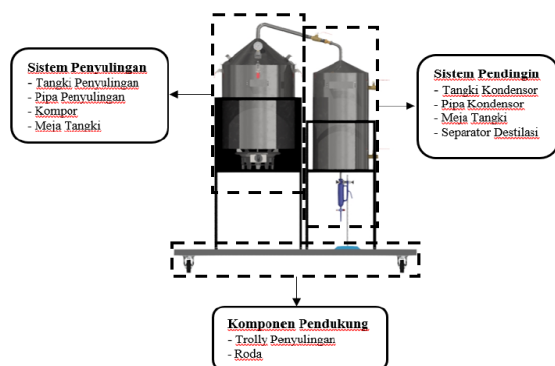 Sistem Penyulingan
- Tangki Penyulingan
- Pipa Penyulingan
- Kompor
- Meja Tangki
Sistem Pendingin
- Tangki Kondensor
- Pipa Kondensor
- Meja Tangki
- Separator Destilasi
Komponen Pendukung
- Trolly Penyulingan
- Roda